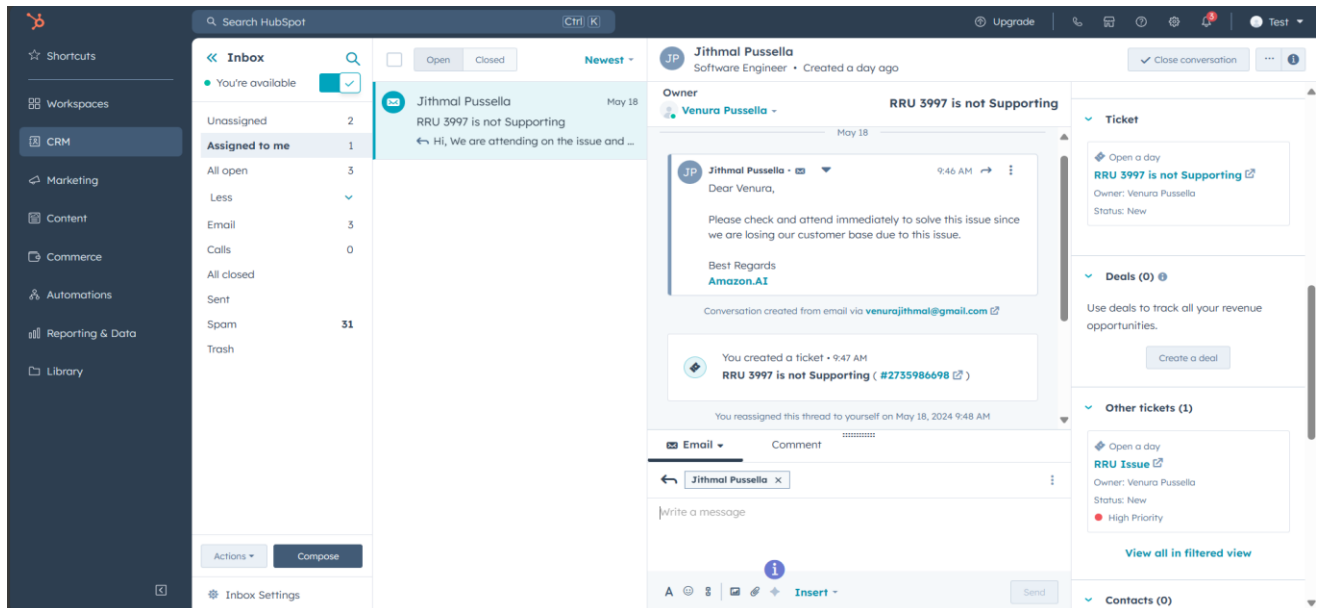 Search HubSpot
Ctrl K
Upgrade
3
Test
Shortcuts
Workspaces
CRM
Marketing
Content
Commerce
Automations
Reporting & Data
Library
Inbox
You're available
Unassigned 2
Assigned to me 1
All open 3
Less
Email 3
Calls 0
All closed
Sent
Spam 31
Trash
Actions
Compose
Inbox Settings
Open
Closed
Newest
Jithmal Pussella May 18
RRU 3997 is not Supporting
Hi, We are attending on the issue and ...
JP
Jithmal Pussella
Software Engineer • Created a day ago
Close conversation
Owner
Venura Pussella
RRU 3997 is not Supporting
May 18
JP
Jithmal Pussella
9:46 AM
Dear Venura,
Please check and attend immediately to solve this issue since
we are losing our customer base due to this issue.
Best Regards
Amazon.AI
Conversation created from email via venurajithmal@gmail.com
You created a ticket • 9:47 AM
RRU 3997 is not Supporting ( #2735986698 )
You reassigned this thread to yourself on May 18, 2024 9:48 AM
Email
Comment
Jithmal Pussella
Write a message
i
A
Insert
Send
Ticket
Open a day
RRU 3997 is not Supporting
Owner: Venura Pussella
Status: New
Deals (0)
Use deals to track all your revenue
opportunities.
Create a deal
Other tickets (1)
Open a day
RRU Issue
Owner: Venura Pussella
Status: New
High Priority
View all in filtered view
Contacts (0)